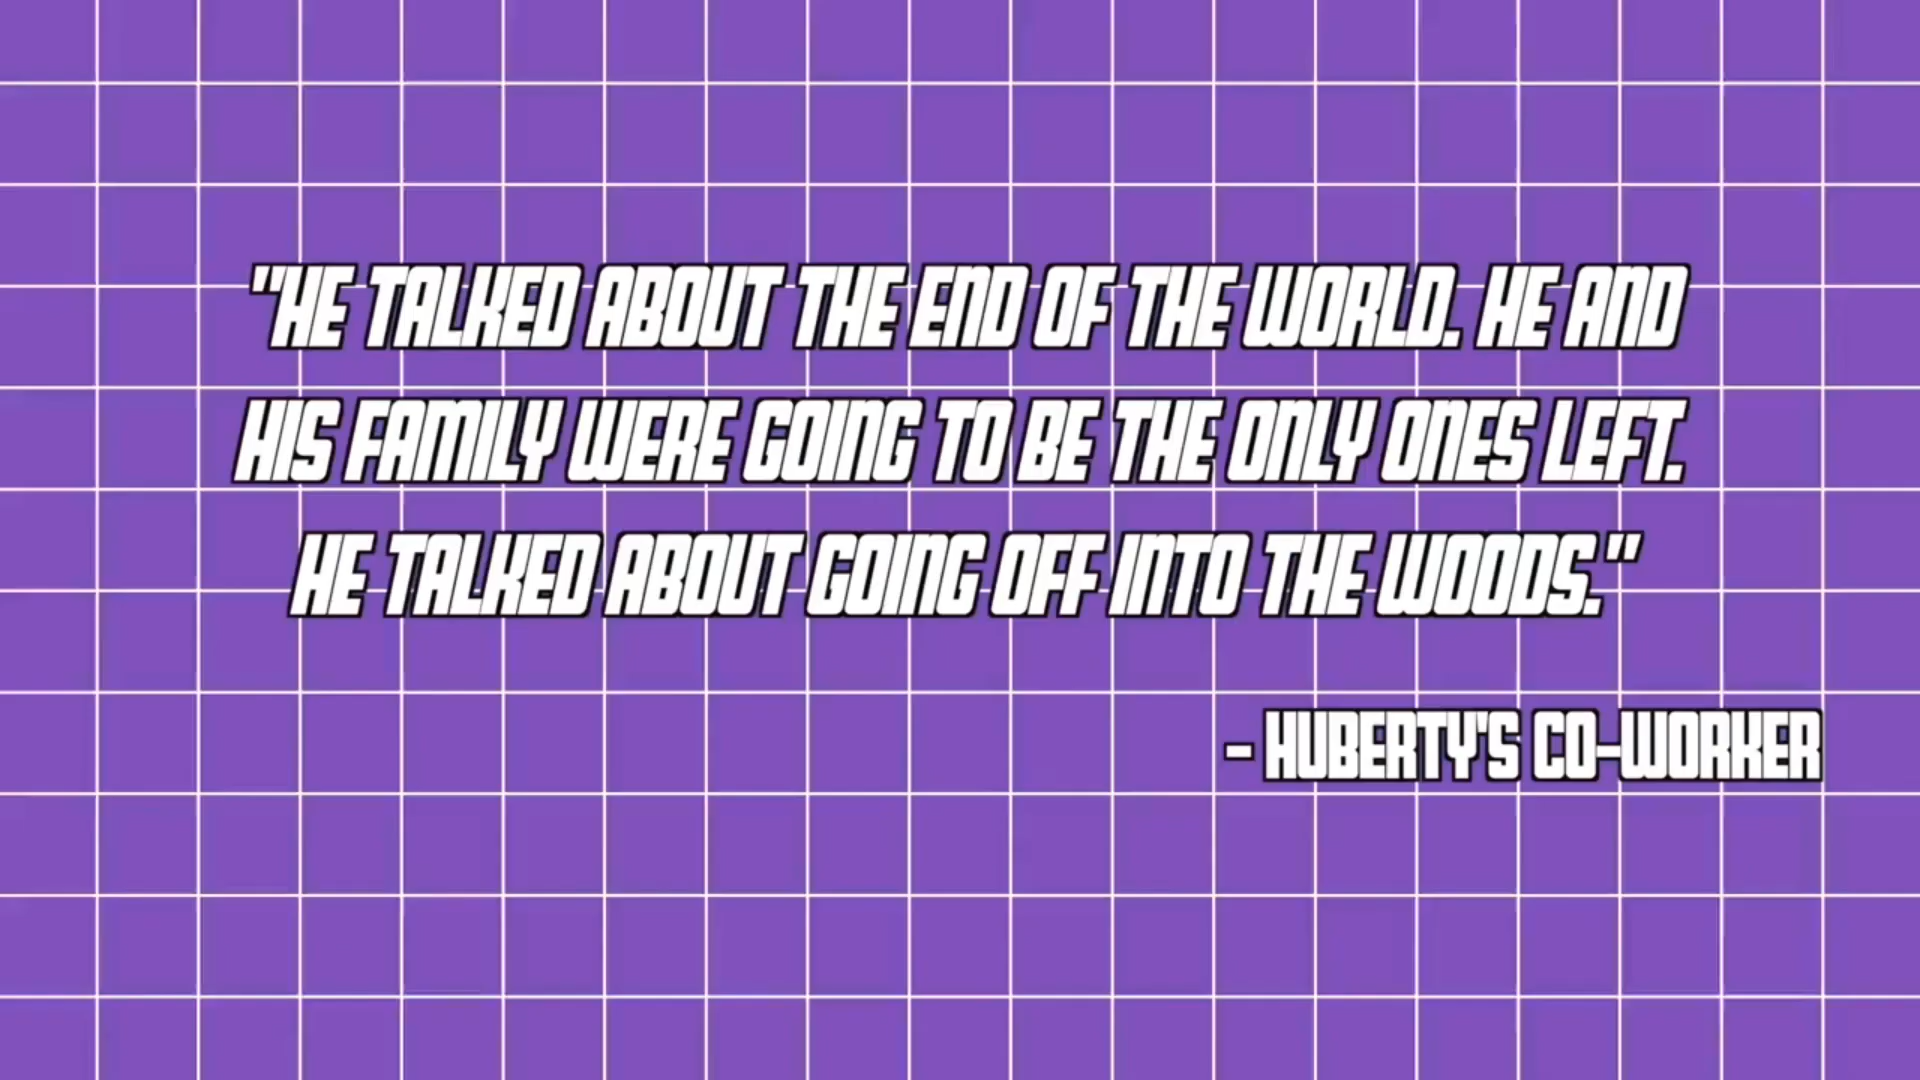 "HE TALKED ABOUT THE END OF THE WORLD. HE AND
HIS FAMILY WERE GOING TO BE THE ONLY ONES LEFT.
HE TALKED ABOUT GOING OFF INTO THE WOODS."
- HUBERTY'S CO-WORKER